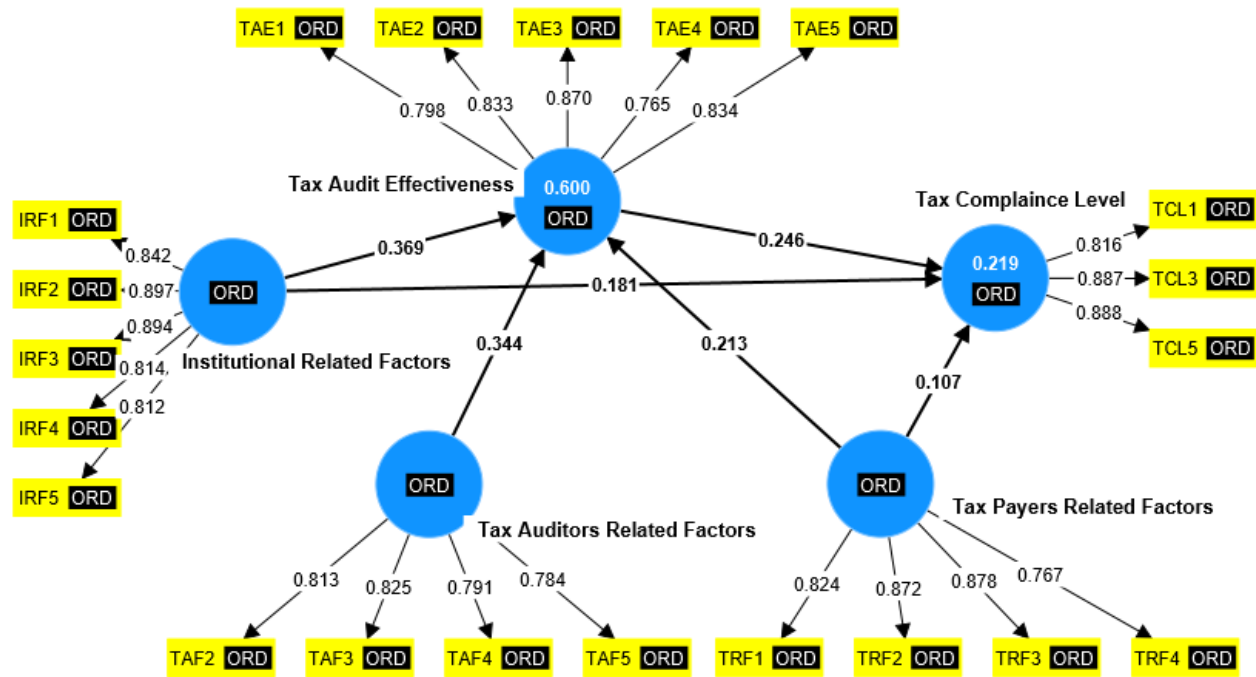 TAE1 ORD TAE2 ORD TAE3 ORD TAE4 ORD TAE5 ORD
0.798 0.833 0.870 0.765 0.834
Tax Audit Effectiveness
0.600
ORD
Tax Complaince Level
0.219
ORD
TCL1 ORD
0.816
TCL3 ORD
0.887
TCL5 ORD
0.888
IRF1 ORD
0.842
IRF2 ORD
0.897
IRF3 ORD
0.894
IRF4 ORD
0.814
IRF5 ORD
0.812
ORD
Institutional Related Factors
0.369
0.246
0.181
0.344
0.213
0.107
ORD
Tax Auditors Related Factors
0.813 0.825 0.791 0.784
TAF2 ORD TAF3 ORD TAF4 ORD TAF5 ORD
ORD
Tax Payers Related Factors
0.824 0.872 0.878 0.767
TRF1 ORD TRF2 ORD TRF3 ORD TRF4 ORD